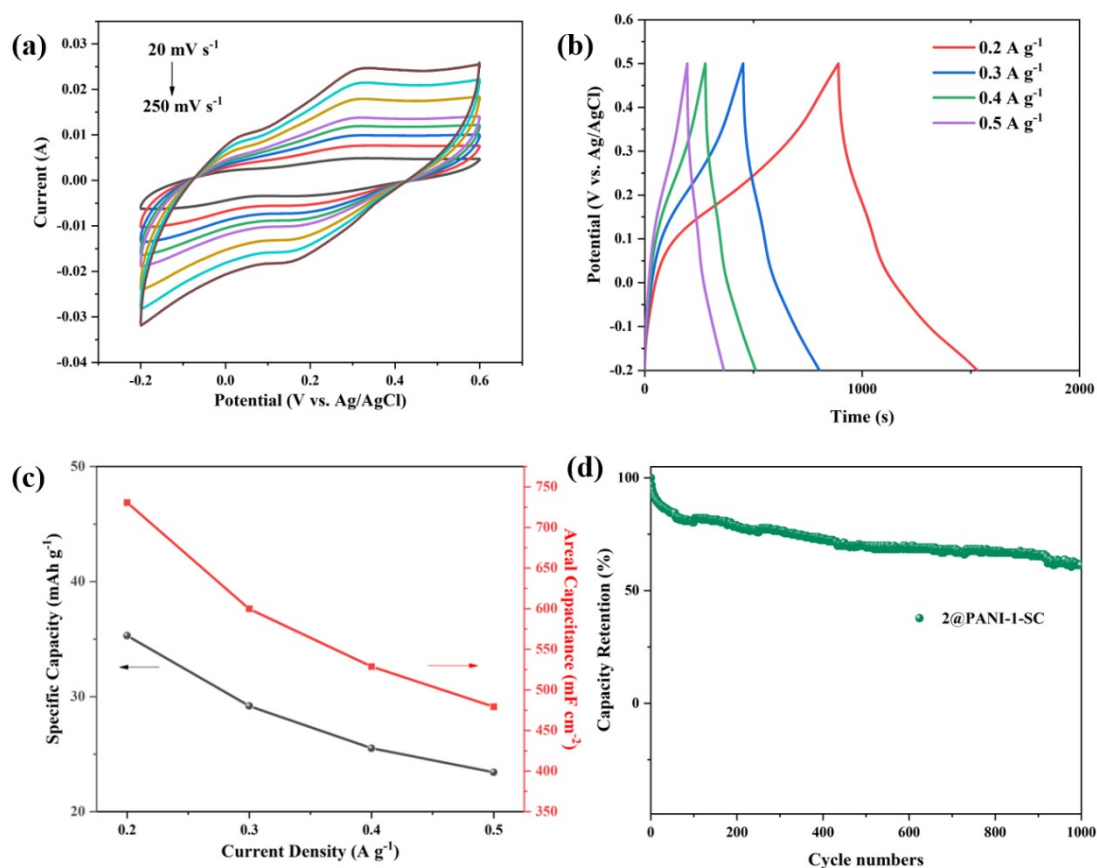 (a)
20 mV s⁻¹
250 mV s⁻¹
0.03
0.02
0.01
0.00
-0.01
-0.02
-0.03
-0.04
Current (A)
-0.2
0.0
0.2
0.4
0.6
Potential (V vs. Ag/AgCl)
(b)
0.2 A g⁻¹
0.3 A g⁻¹
0.4 A g⁻¹
0.5 A g⁻¹
0.5
0.4
0.3
0.2
0.1
0.0
-0.1
-0.2
Potential (V vs. Ag/AgCl)
0
1000
2000
Time (s)
(c)
50
40
30
20
Specific Capacity (mAh g⁻¹)
750
700
650
600
550
500
450
400
350
Areal Capacitance (mF cm⁻²)
0.2
0.3
0.4
0.5
Current Density (A g⁻¹)
(d)
100
50
0
Capacity Retention (%)
2@PANI-1-SC
0
200
400
600
800
1000
Cycle numbers